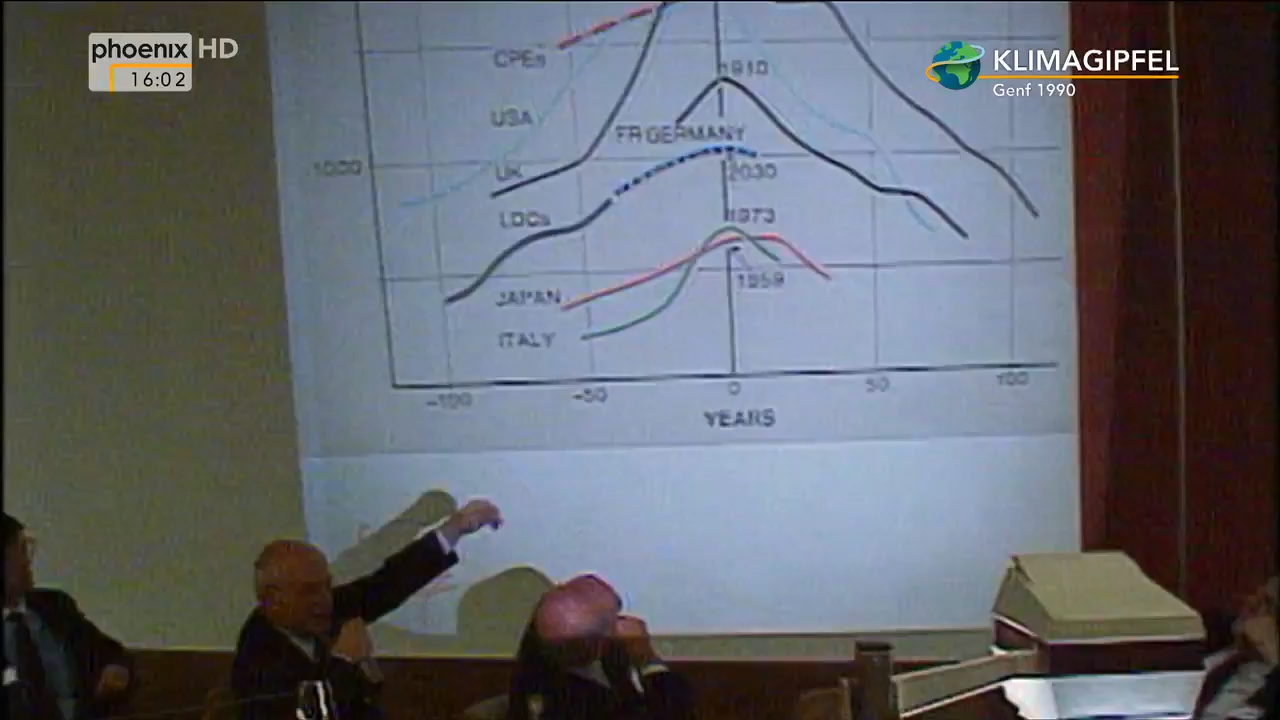 phoenix HD
16:02
KLIMAGIPFEL
Genf 1990
CPEs
1910
USA
FR GERMANY
1000
UK
2030
LDCs
1973
JAPAN
1959
ITALY
-100
-50
0
50
100
YEARS